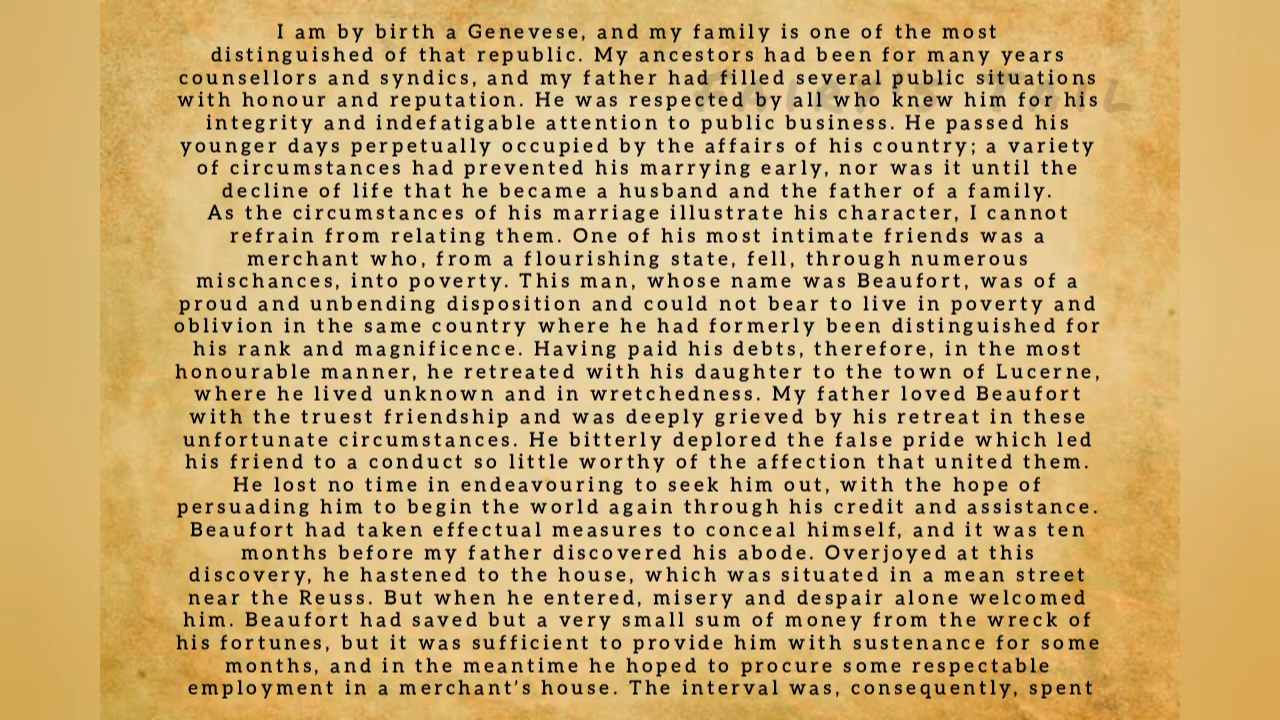 I am by birth a Genevese, and my family is one of the most
distinguished of that republic. My ancestors had been for many years
counsellors and syndics, and my father had filled several public situations
with honour and reputation. He was respected by all who knew him for his
integrity and indefatigable attention to public business. He passed his
younger days perpetually occupied by the affairs of his country; a variety
of circumstances had prevented his marrying early, nor was it until the
decline of life that he became a husband and the father of a family.
As the circumstances of his marriage illustrate his character, I cannot
refrain from relating them. One of his most intimate friends was a
merchant who, from a flourishing state, fell, through numerous
mischances, into poverty. This man, whose name was Beaufort, was of a
proud and unbending disposition and could not bear to live in poverty and
oblivion in the same country where he had formerly been distinguished for
his rank and magnificence. Having paid his debts, therefore, in the most
honourable manner, he retreated with his daughter to the town of Lucerne,
where he lived unknown and in wretchedness. My father loved Beaufort
with the truest friendship and was deeply grieved by his retreat in these
unfortunate circumstances. He bitterly deplored the false pride which led
his friend to a conduct so little worthy of the affection that united them.
He lost no time in endeavouring to seek him out, with the hope of
persuading him to begin the world again through his credit and assistance.
Beaufort had taken effectual measures to conceal himself, and it was ten
months before my father discovered his abode. Overjoyed at this
discovery, he hastened to the house, which was situated in a mean street
near the Reuss. But when he entered, misery and despair alone welcomed
him. Beaufort had saved but a very small sum of money from the wreck of
his fortunes, but it was sufficient to provide him with sustenance for some
months, and in the meantime he hoped to procure some respectable
employment in a merchant's house. The interval was, consequently, spent